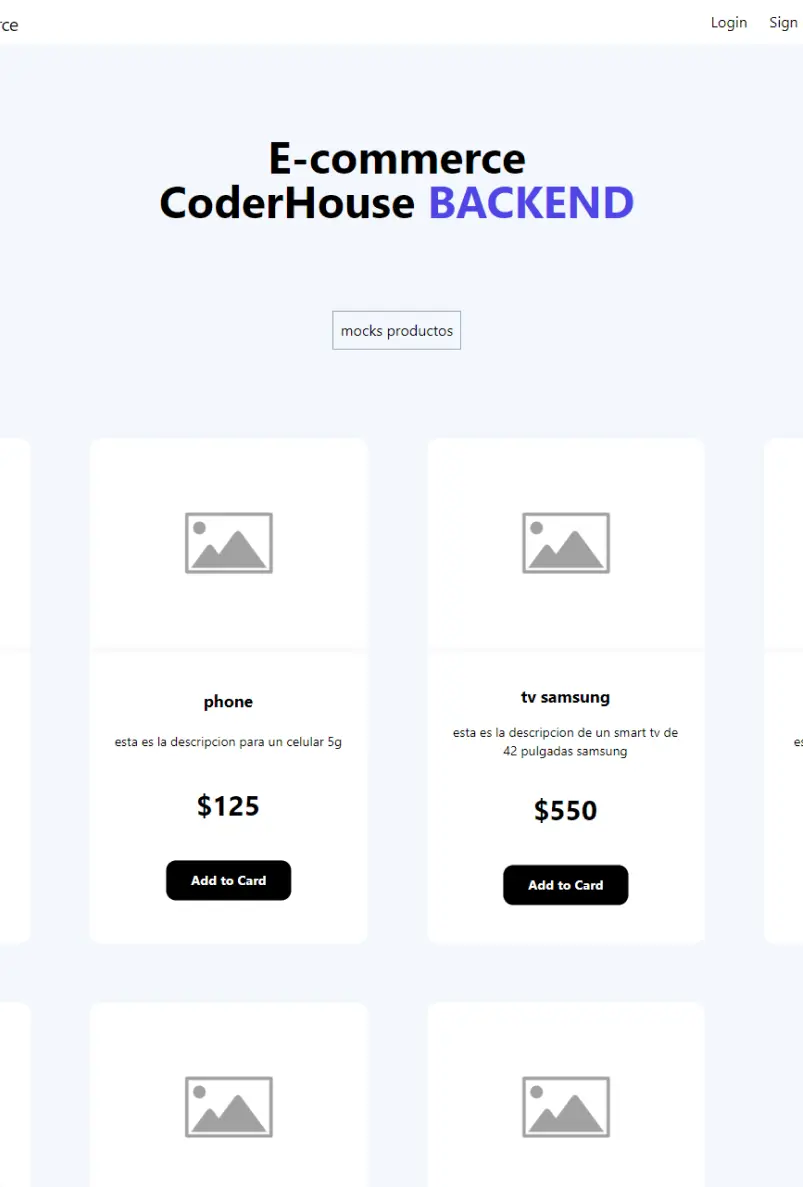 rce
Login
Sign
E-commerce
CoderHouse BACKEND
mocks productos
phone
esta es la descripcion para un celular 5g
$125
Add to Card
tv samsung
esta es la descripcion de un smart tv de
42 pulgadas samsung
$550
Add to Card
es